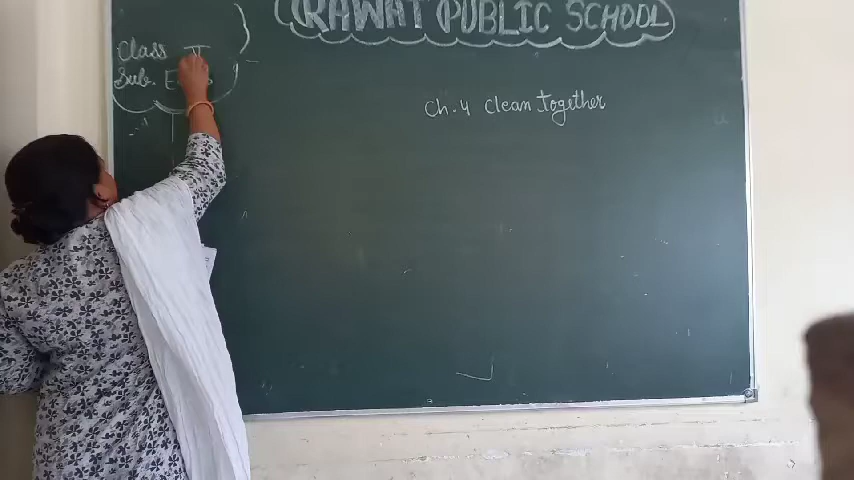 RAWAT PUBLIC SCHOOL
Class
Sub.
Ch.4 Clean Together